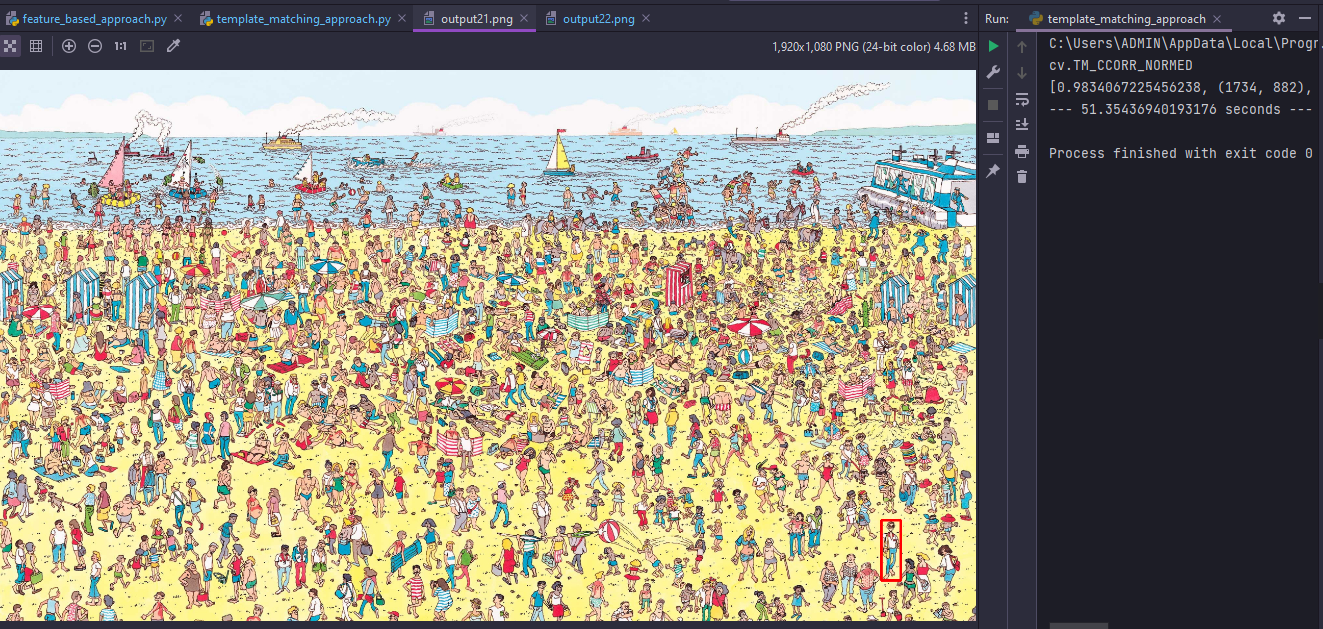 feature_based_approach.py
template_matching_approach.py
output21.png
output22.png
Run:
template_matching_approach
1:1
1,920x1,080 PNG (24-bit color) 4.68 MB
C:\Users\ADMIN\AppData\Local\Progr
cv.TM_CCORR_NORMED
[0.9834067225456238, (1734, 882),
--- 51.35436940193176 seconds ---
Process finished with exit code 0